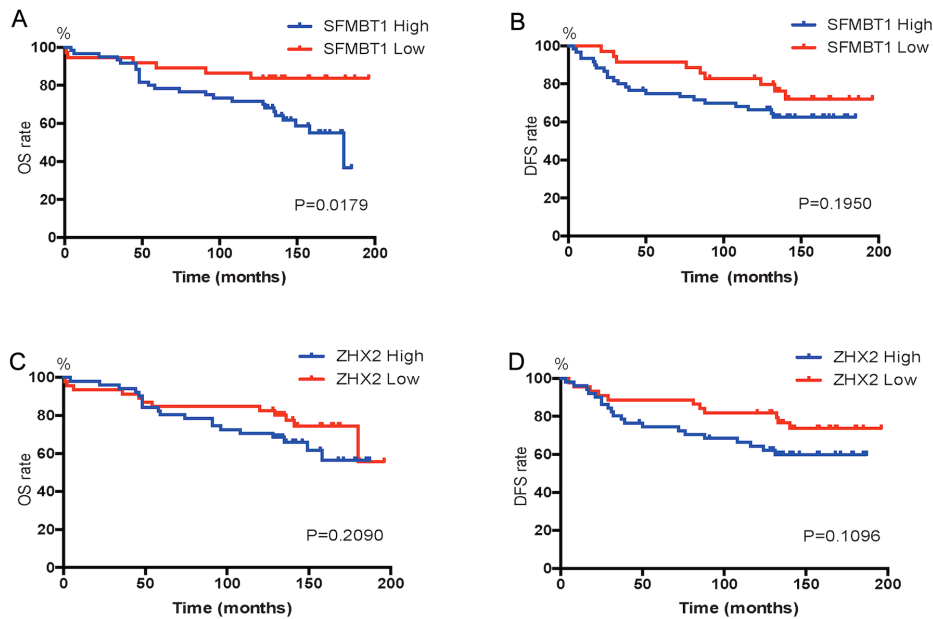 A
SFMBT1 High
SFMBT1 Low
%
100
80
60
40
20
0
OS rate
P=0.0179
0 50 100 150 200
Time (months)
B
SFMBT1 High
SFMBT1 Low
%
100
80
60
40
20
0
DFS rate
P=0.1950
0 50 100 150 200
Time (months)
C
ZHX2 High
ZHX2 Low
%
100
80
60
40
20
0
OS rate
P=0.2090
0 50 100 150 200
Time (months)
D
ZHX2 High
ZHX2 Low
%
100
80
60
40
20
0
DFS rate
P=0.1096
0 50 100 150 200
Time (months)